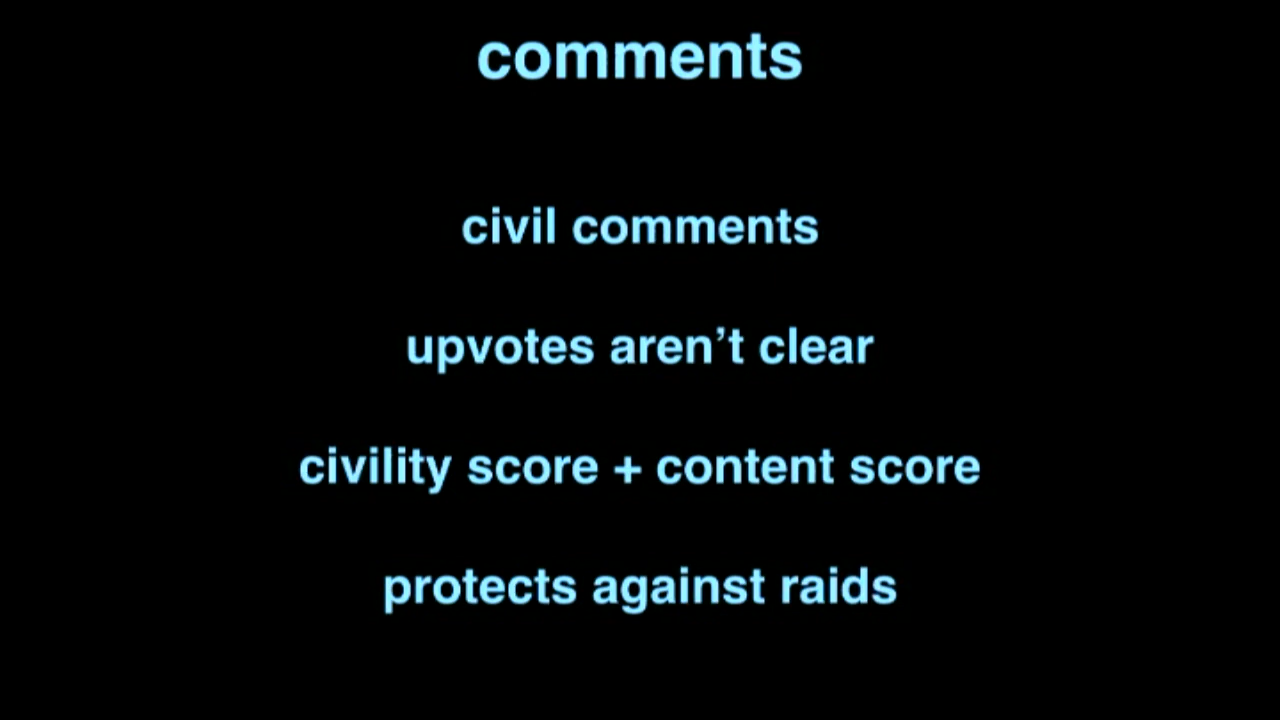 comments
civil comments
upvotes aren’t clear
civility score + content score
protects against raids